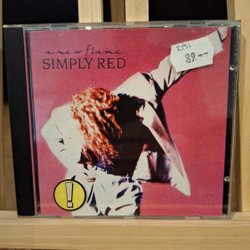 a new flame
SIMPLY RED
89.--
!